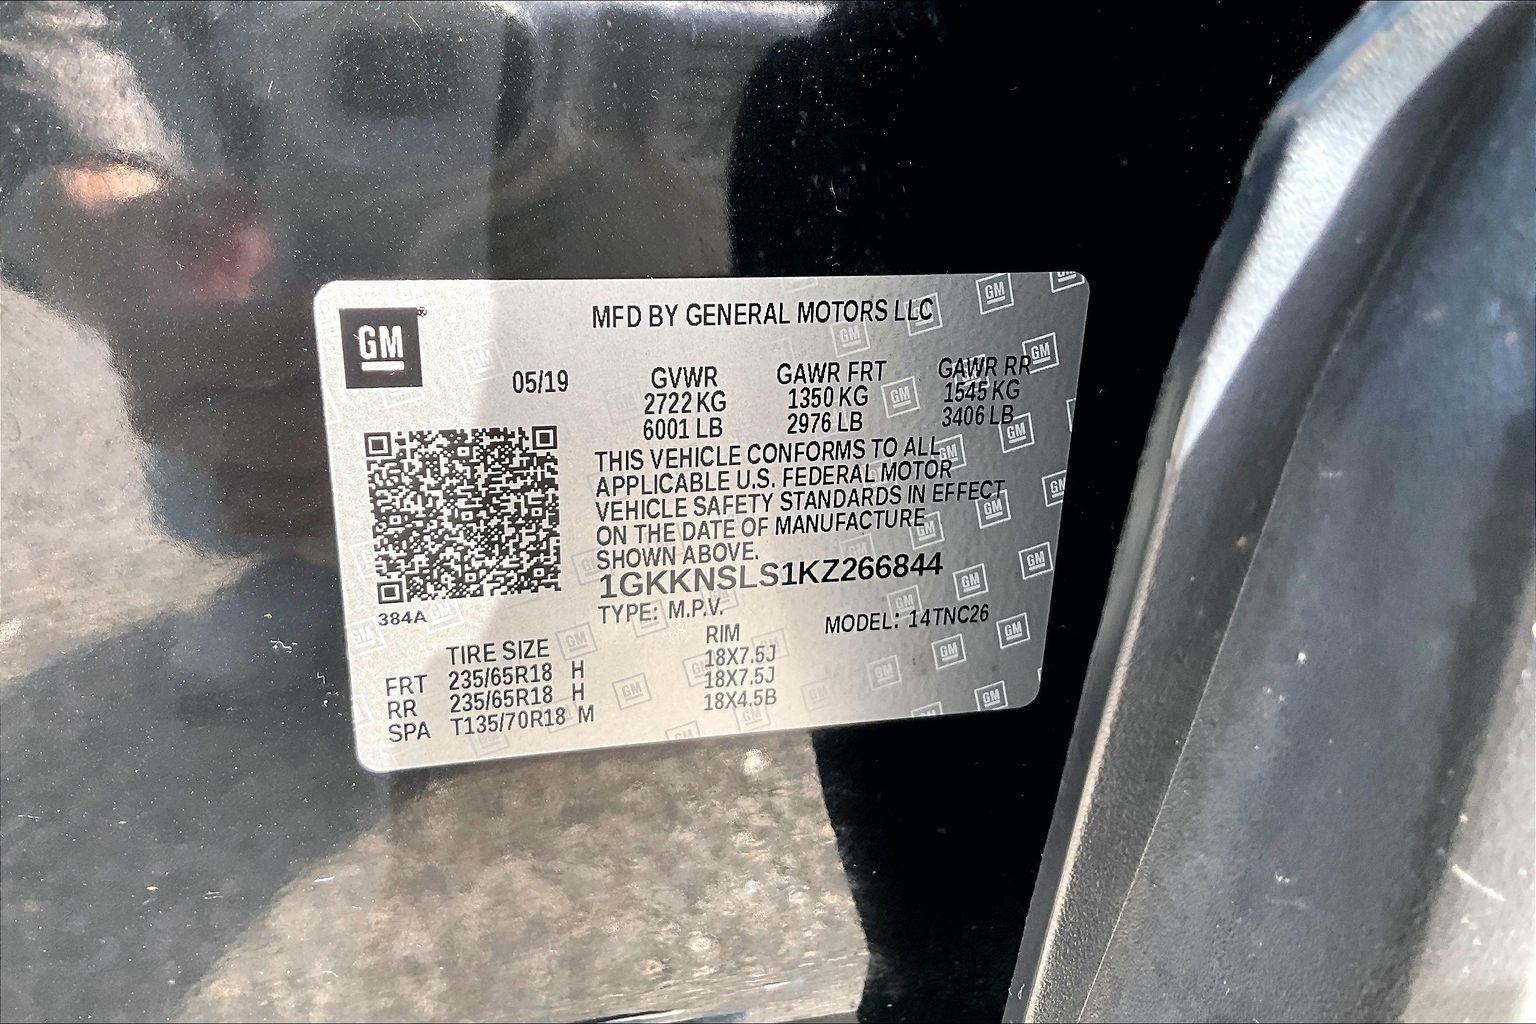 GM
MFD BY GENERAL MOTORS LLC
05/19
GVWR GAWR FRT GAWR RR
2722 KG 1350 KG 1545 KG
6001 LB 2976 LB 3406 LB
THIS VEHICLE CONFORMS TO ALL
APPLICABLE U.S. FEDERAL MOTOR
VEHICLE SAFETY STANDARDS IN EFFECT
ON THE DATE OF MANUFACTURE
SHOWN ABOVE.
1GKKNSLS1KZ266844
384A
TYPE: M.P.V. MODEL: 14TNC26
TIRE SIZE RIM
FRT 235/65R18 H 18X7.5J
RR 235/65R18 H 18X7.5J
SPA T135/70R18 M 18X4.5B